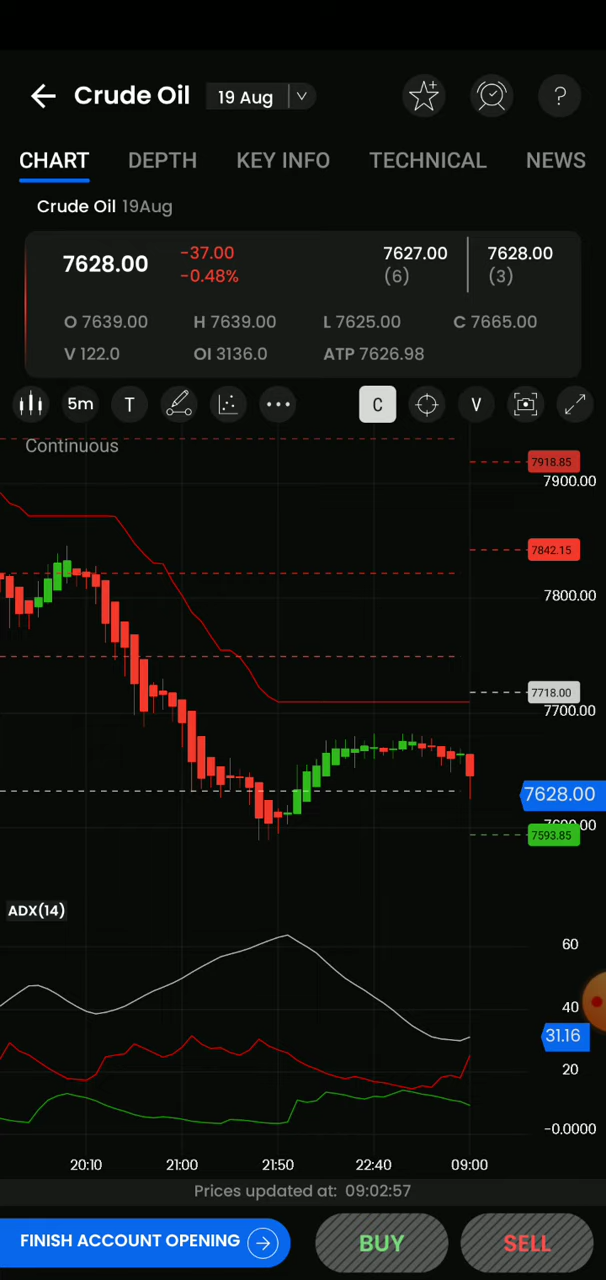 Crude Oil 19 Aug ?
CHART DEPTH KEY INFO TECHNICAL NEWS
Crude Oil 19Aug
7628.00 -37.00 7627.00 7628.00
-0.48% (6) (3)
O 7639.00 H 7639.00 L 7625.00 C 7665.00
V 122.0 OI 3136.0 ATP 7626.98
5m T C V
Continuous
7918.85
7900.00
7842.15
7800.00
7718.00
7700.00
7628.00
7600.00
7593.85
ADX(14)
60
40
31.16
20
-0.0000
20:10 21:00 21:50 22:40 09:00
Prices updated at: 09:02:57
FINISH ACCOUNT OPENING BUY SELL